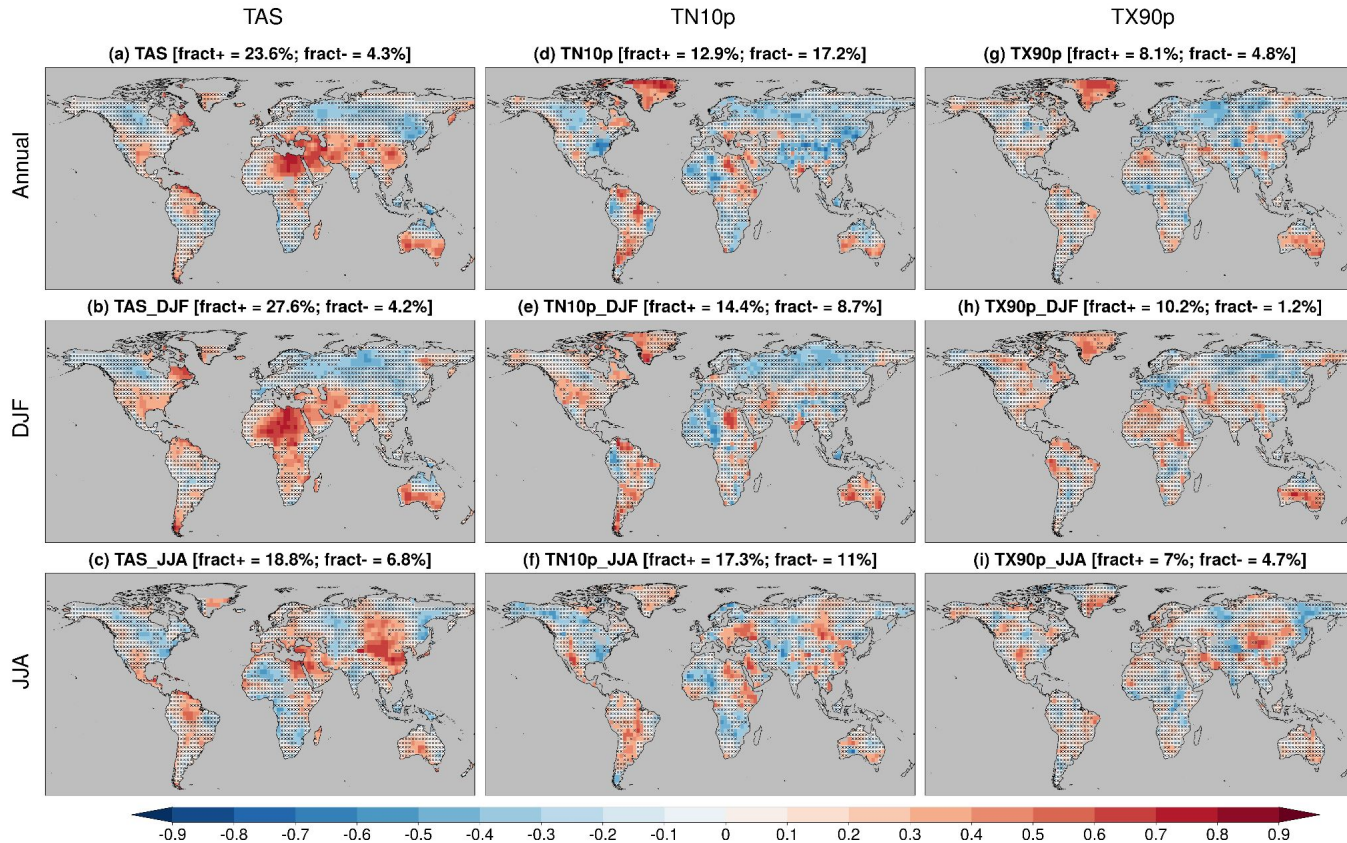 TAS TN10p TX90p
(a) TAS [fract+ = 23.6%; fract- = 4.3%] (d) TN10p [fract+ = 12.9%; fract- = 17.2%] (g) TX90p [fract+ = 8.1%; fract- = 4.8%]
Annual
(b) TAS_DJF [fract+ = 27.6%; fract- = 4.2%] (e) TN10p_DJF [fract+ = 14.4%; fract- = 8.7%] (h) TX90p_DJF [fract+ = 10.2%; fract- = 1.2%]
DJF
(c) TAS_JJA [fract+ = 18.8%; fract- = 6.8%] (f) TN10p_JJA [fract+ = 17.3%; fract- = 11%] (i) TX90p_JJA [fract+ = 7%; fract- = 4.7%]
JJA
-0.9 -0.8 -0.7 -0.6 -0.5 -0.4 -0.3 -0.2 -0.1 0 0.1 0.2 0.3 0.4 0.5 0.6 0.7 0.8 0.9